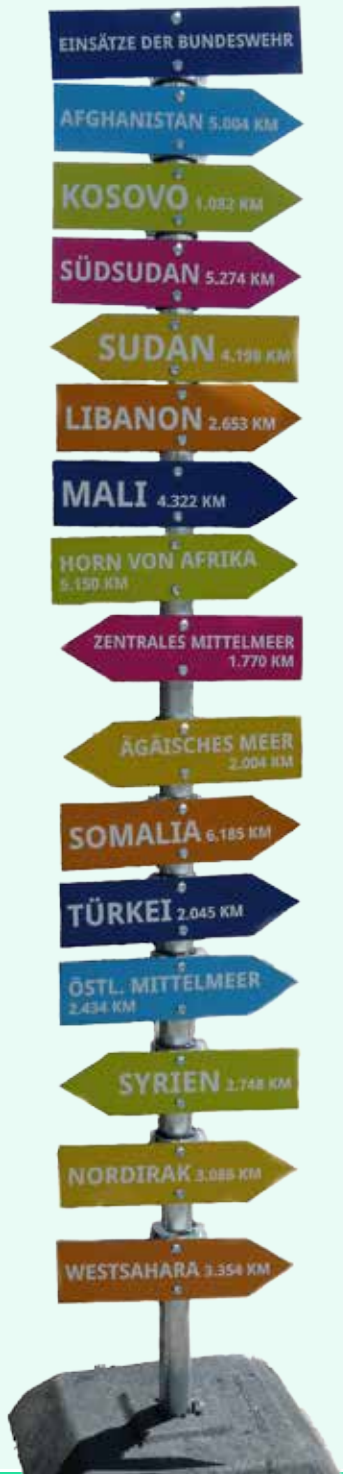 EINSÄTZE DER BUNDESWEHR
AFGHANISTAN 5.004 KM
KOSOVO 1.082 KM
SÜDSUDAN 5.274 KM
SUDAN 4.198 KM
LIBANON 2.653 KM
MALI 4.322 KM
HORN VON AFRIKA
5.150 KM
ZENTRALES MITTELMEER
1.770 KM
ÄGÄISCHES MEER
2.004 KM
SOMALIA 6.185 KM
TÜRKEI 2.045 KM
ÖSTL. MITTELMEER
2.434 KM
SYRIEN 2.748 KM
NORDIRAK 3.086 KM
WESTSAHARA 3.354 KM